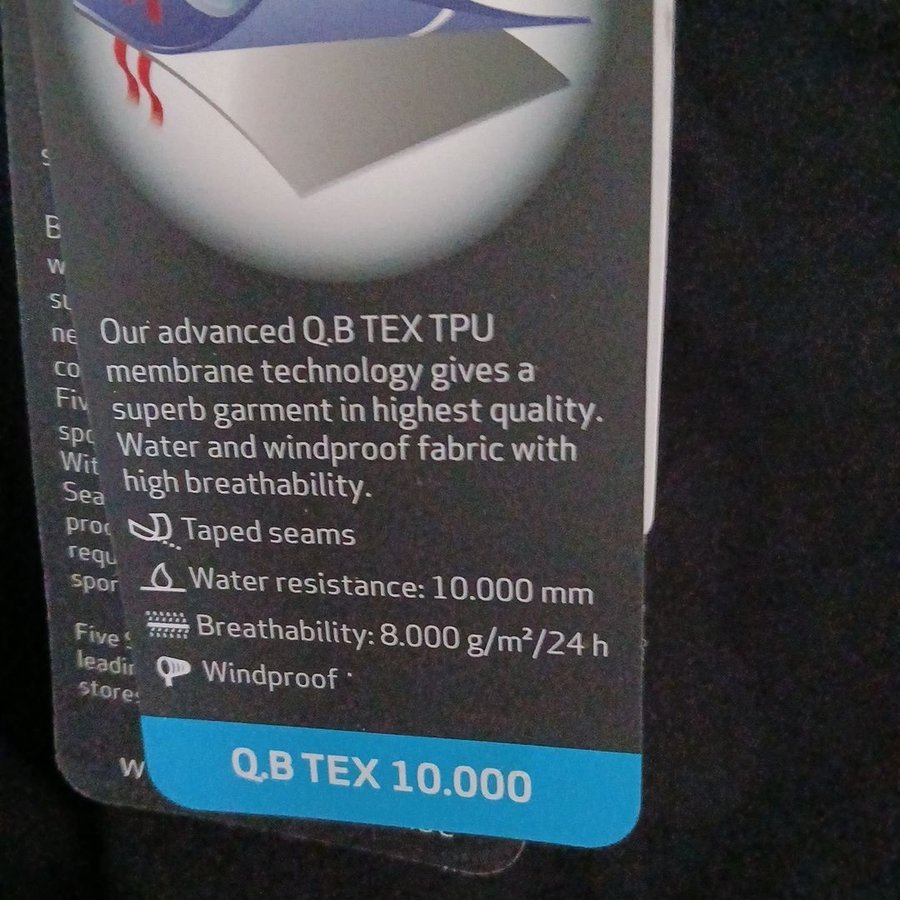 Our advanced Q.B TEX TPU
membrane technology gives a
superb garment in highest quality.
Water and windproof fabric with
high breathability.
Taped seams
Water resistance: 10.000 mm
Breathability: 8.000 g/m²/24 h
Windproof
Q.B TEX 10.000
Five